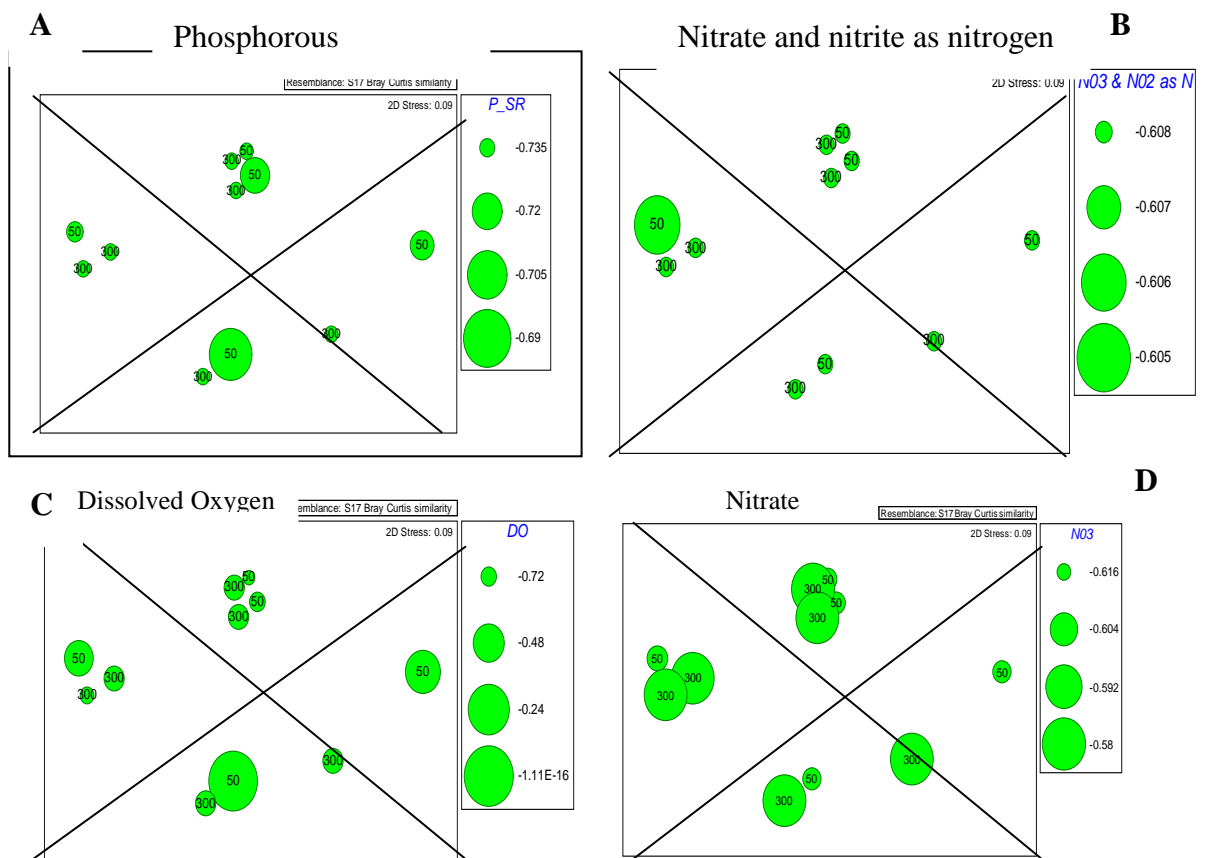 A
Phosphorous
Resemblance: S17 Bray Curtis similarity
2D Stress: 0.09
P_SR
-0.735
-0.72
-0.705
-0.69
50
300
50
300
50
300
300
50
300
50
300
B
Nitrate and nitrite as nitrogen
2D Stress: 0.09
N03 & N02 as N
-0.608
-0.607
-0.606
-0.605
50
300
50
300
50
300
300
50
300
50
300
C
Dissolved Oxygen
emblance: S17 Bray Curtis similarity
2D Stress: 0.09
DO
-0.72
-0.48
-0.24
-1.11E-16
50
300
50
300
50
300
300
50
300
50
300
D
Nitrate
Resemblance: S17 Bray Curtis similarity
2D Stress: 0.09
N03
-0.616
-0.604
-0.592
-0.58
50
300
50
300
50
300
300
50
300
50
300